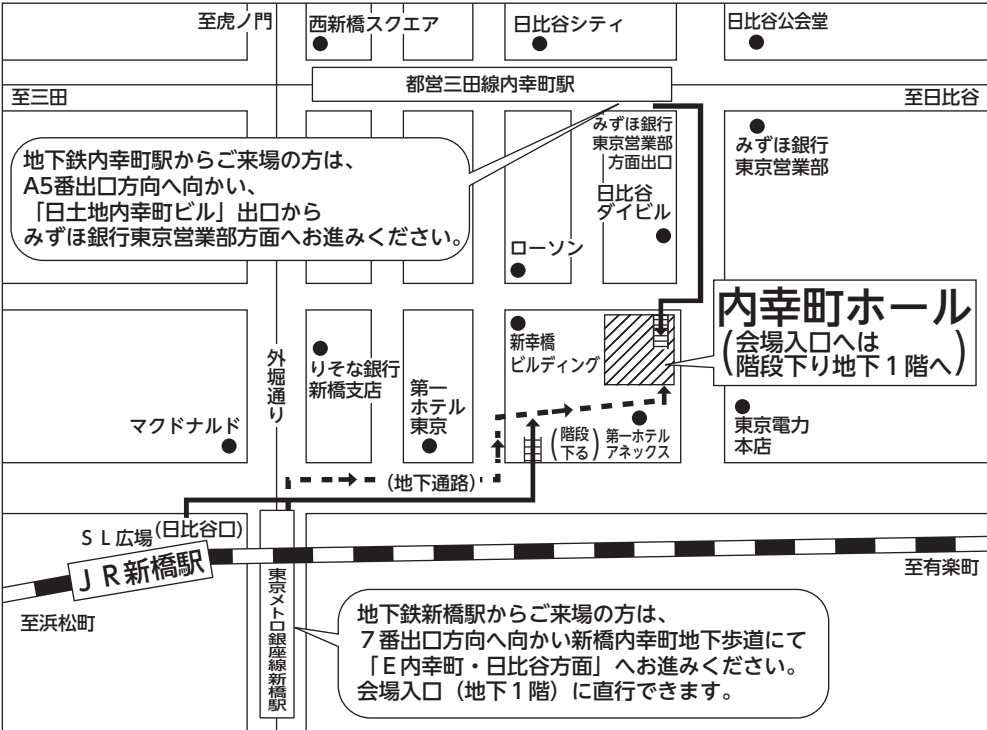 至虎ノ門
西新橋スクエア
日比谷シティ
日比谷公会堂
都営三田線内幸町駅
至三田
至日比谷
みずほ銀行
東京営業部
方面出口
みずほ銀行
東京営業部
地下鉄内幸町駅からご来場の方は、
A5番出口方向へ向かい、
「日土地内幸町ビル」出口から
みずほ銀行東京営業部方面へお進みください。
日比谷
ダイビル
ローソン
内幸町ホール
(会場入口へは
階段下り地下1階へ)
新幸橋
ビルディング
外堀通り
りそな銀行
新橋支店
第一
ホテル
東京
マクドナルド
東京電力
本店
(階段
下る)
第一ホテル
アネックス
(地下通路)
SL広場
(日比谷口)
JR新橋駅
至有楽町
至浜松町
東京メトロ銀座線新橋駅
地下鉄新橋駅からご来場の方は、
7番出口方向へ向かい新橋内幸町地下歩道にて
「E内幸町・日比谷方面」へお進みください。
会場入口(地下1階)に直行できます。